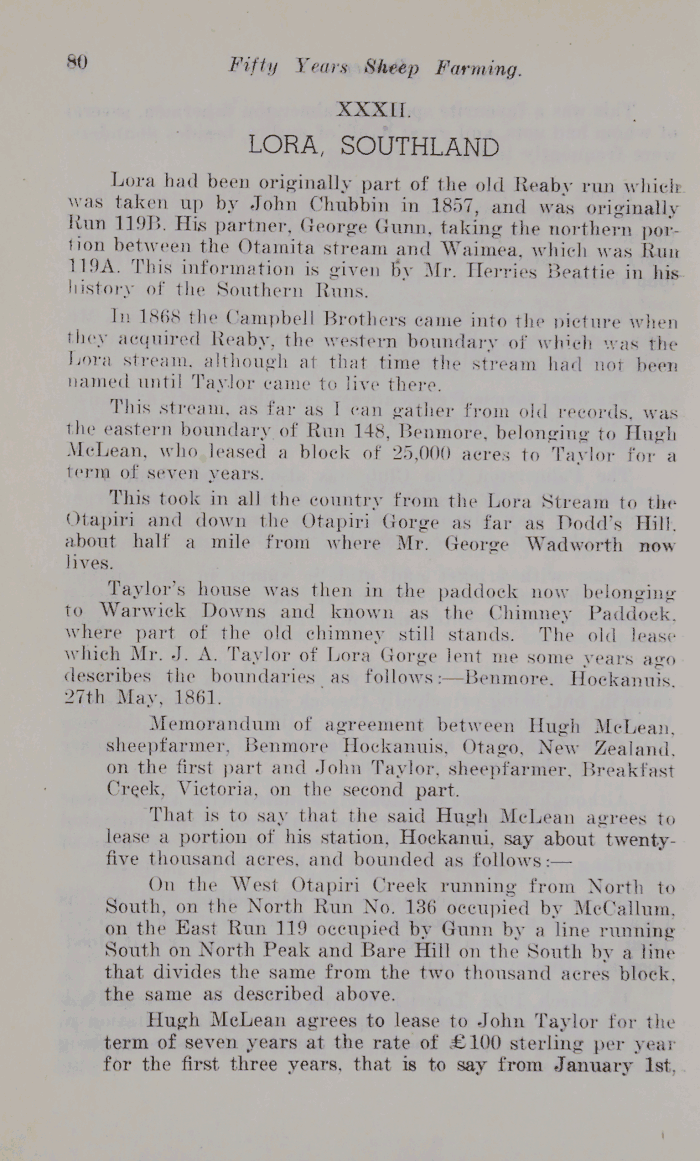 80
Fifty Years Sheep Farming.
XXXII.
LORA, SOUTHLAND
Lora had been originally part of the old Reaby run which
was taken up by John Chubbin in 1857, and was originally
Run 119B. His partner, George Gunn, taking the northern por-
tion between the Otamita stream and Waimea, which was Run
119A. This information is given by Mr. Herries Beattie in his
history of the Southern Runs.
In 1868 the Campbell Brothers came into the picture when
they acquired Reaby, the western boundary of which was the
Lora stream, although at that time the stream had not been
named until Taylor came to live there.
This stream, as far as I can gather from old records, was
the eastern boundary of Run 148, Benmore, belonging to Hugh
McLean, who leased a block of 25,000 acres to Taylor for a
term of seven years.
This took in all the country from the Lora Stream to the
Otapiri and down the Otapiri Gorge as far as Dodd's Hill,
about half a mile from where Mr. George Wadworth now
lives.
Taylor's house was then in the paddock now belonging
to Warwick Downs and known as the Chimney Paddock,
where part of the old chimney still stands. The old lease
which Mr. J. A. Taylor of Lora Gorge lent me some years ago
describes the boundaries as follows:—Benmore, Hockanuis,
27th May, 1861.
Memorandum of agreement between Hugh McLean,
sheepfarmer, Benmore Hockanuis, Otago, New Zealand,
on the first part and John Taylor, sheepfarmer, Breakfast
Creek, Victoria, on the second part.
That is to say that the said Hugh McLean agrees to
lease a portion of his station, Hockanui, say about twenty-
five thousand acres, and bounded as follows:—
On the West Otapiri Creek running from North to
South, on the North Run No. 136 occupied by McCallum,
on the East Run 119 occupied by Gunn by a line running
South on North Peak and Bare Hill on the South by a line
that divides the same from the two thousand acres block,
the same as described above.
Hugh McLean agrees to lease to John Taylor for the
term of seven years at the rate of £100 sterling per year
for the first three years, that is to say from January 1st,